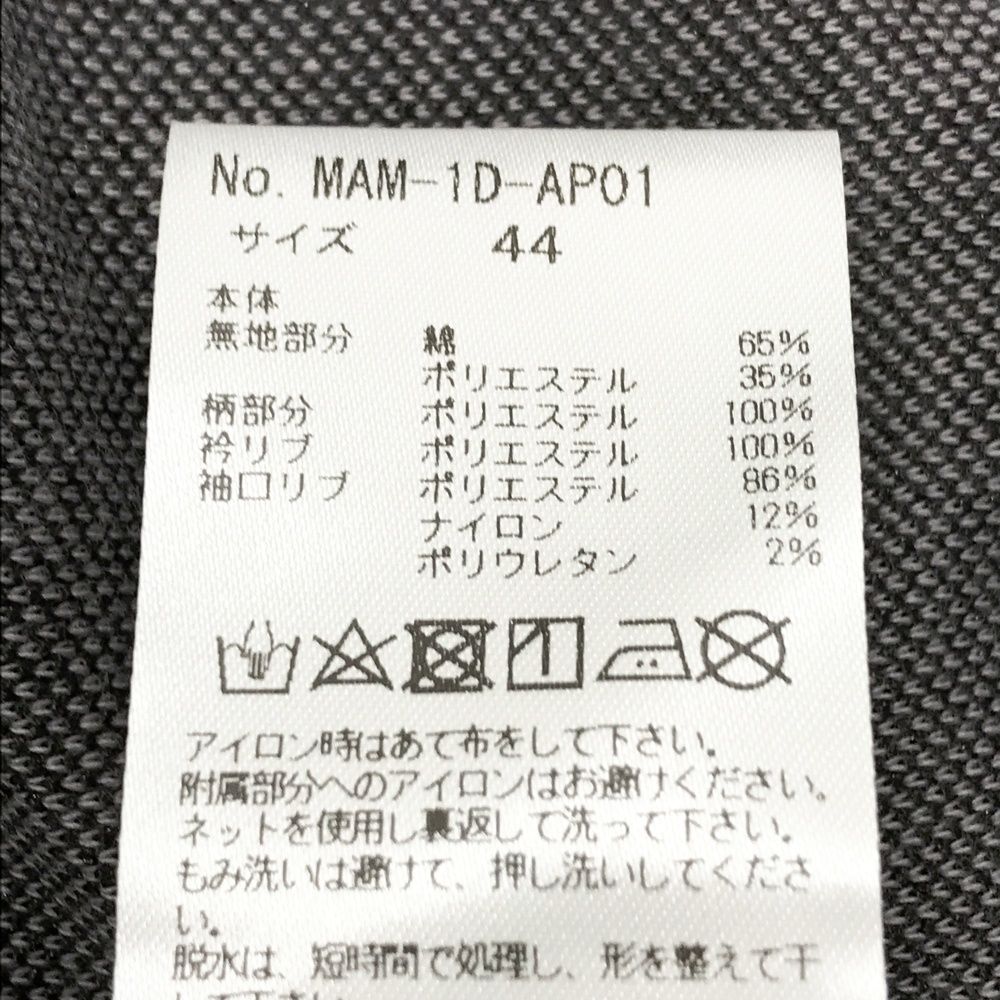 No. MAM-1D-AP01
サイズ 44
本体
無地部分 綿 65%
ポリエステル 35%
柄部分 ポリエステル 100%
衿リブ ポリエステル 100%
袖口リブ ポリエステル 86%
ナイロン 12%
ポリウレタン 2%
アイロン時はあて布をして下さい。
附属部分へのアイロンはお避けください。
ネットを使用し裏返して洗って下さい。
もみ洗いは避けて、押し洗いしてくださ
い。
脱水は、短時間で処理し、形を整えて干
して下さい